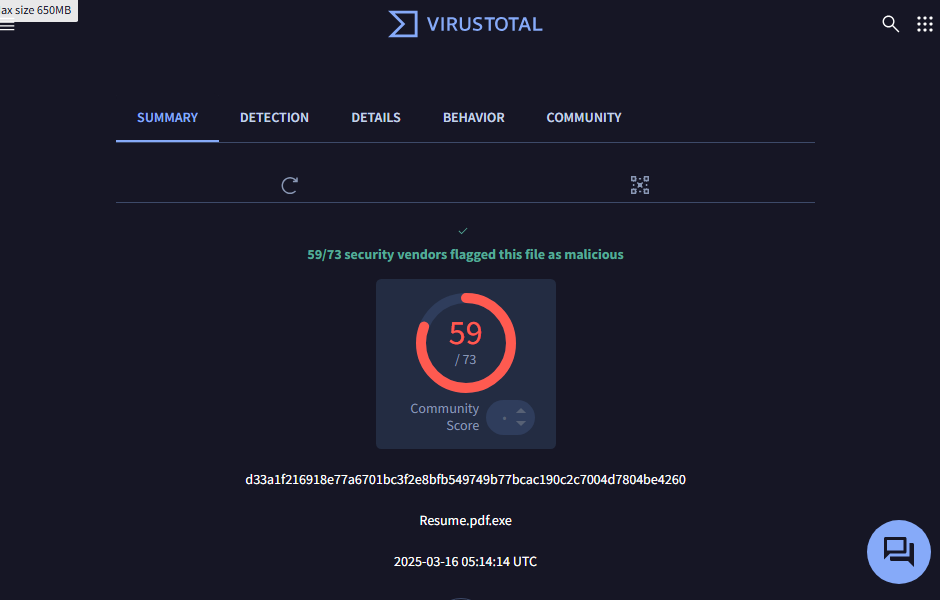 ax size 650MB
VIRUSTOTAL
SUMMARY DETECTION DETAILS BEHAVIOR COMMUNITY
59/73 security vendors flagged this file as malicious
59
/ 73
Community
Score
d33a1f216918e77a6701bc3f2e8bfb549749b77bcac190c2c7004d7804be4260
Resume.pdf.exe
2025-03-16 05:14:14 UTC